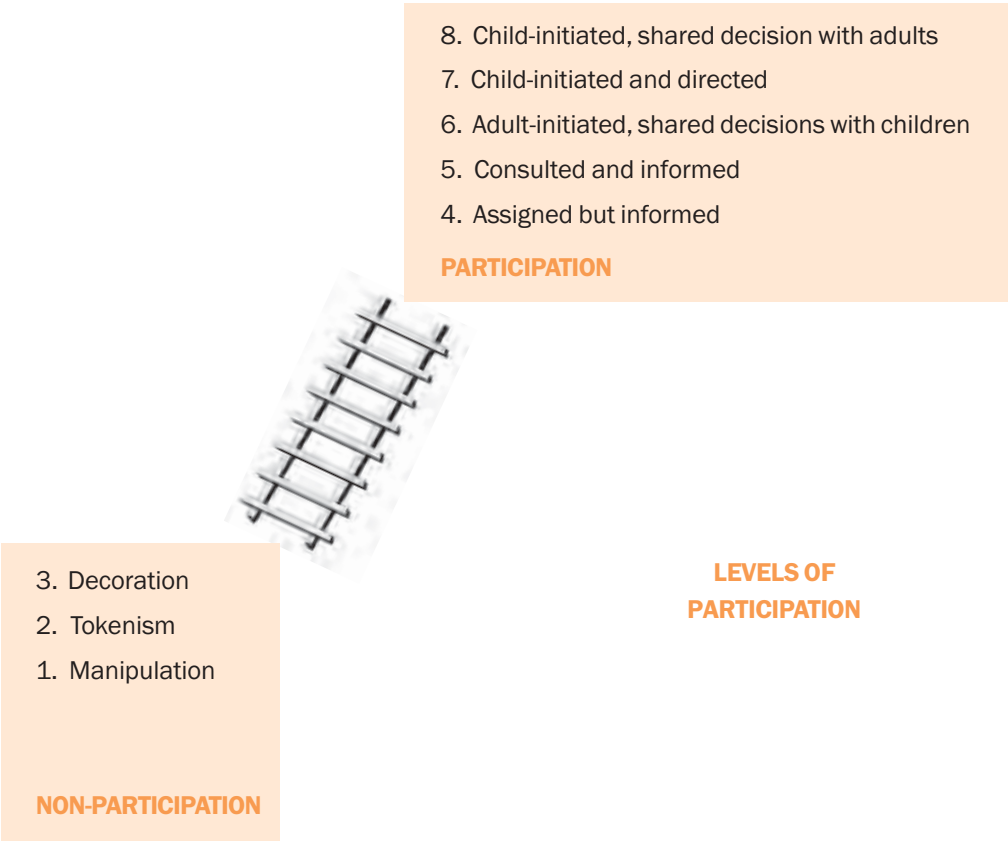 8. Child-initiated, shared decision with adults
7. Child-initiated and directed
6. Adult-initiated, shared decisions with children
5. Consulted and informed
4. Assigned but informed
PARTICIPATION
3. Decoration
2. Tokenism
1. Manipulation
NON-PARTICIPATION
LEVELS OF
PARTICIPATION